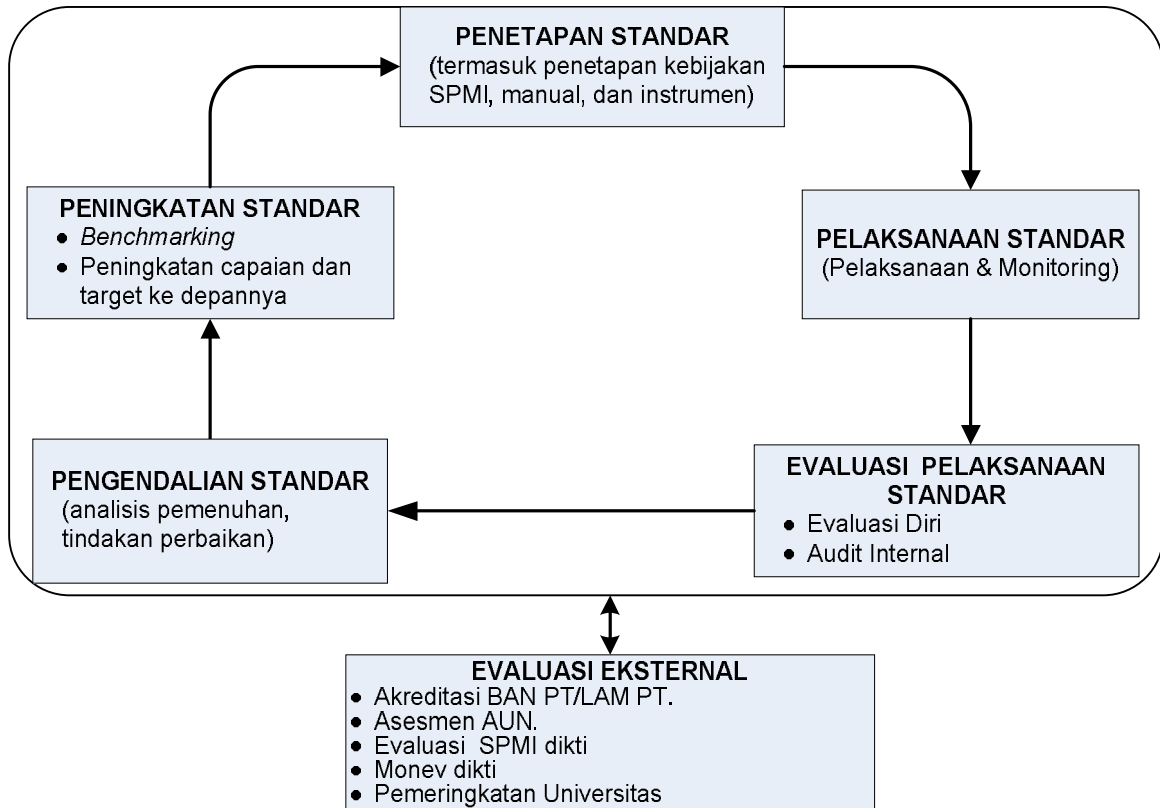 PENETAPAN STANDAR
(termasuk penetapan kebijakan
SPMI, manual, dan instrumen)
PENINGKATAN STANDAR
• Benchmarking
• Peningkatan capaian dan
target ke depannya
PELAKSANAAN STANDAR
(Pelaksanaan & Monitoring)
PENGENDALIAN STANDAR
(analisis pemenuhan,
tindakan perbaikan)
EVALUASI PELAKSANAAN
STANDAR
• Evaluasi Diri
• Audit Internal
EVALUASI EKSTERNAL
• Akreditasi BAN PT/LAM PT.
• Asesmen AUN.
• Evaluasi SPMI dikti
• Monev dikti
• Pemeringkatan Universitas